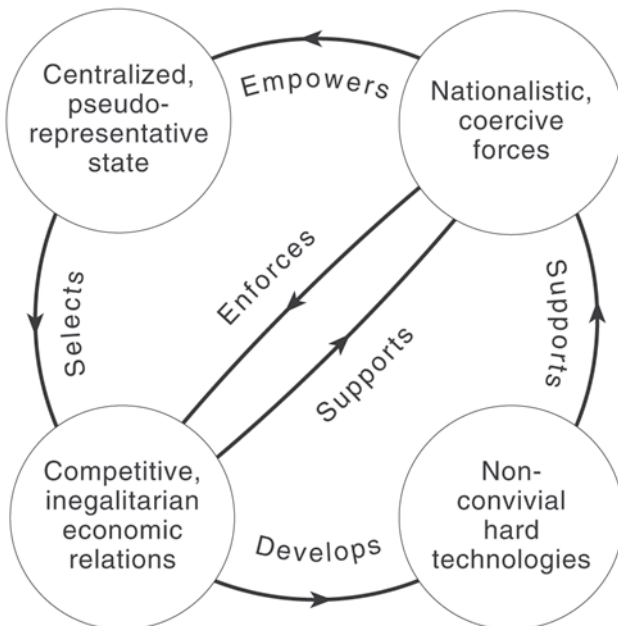 Centralized,
pseudo-
representative
state
Empowers
Nationalistic,
coercive
forces
Selects
Enforces
Supports
Supports
Competitive,
inegalitarian
economic
relations
Develops
Non-
convivial
hard
technologies